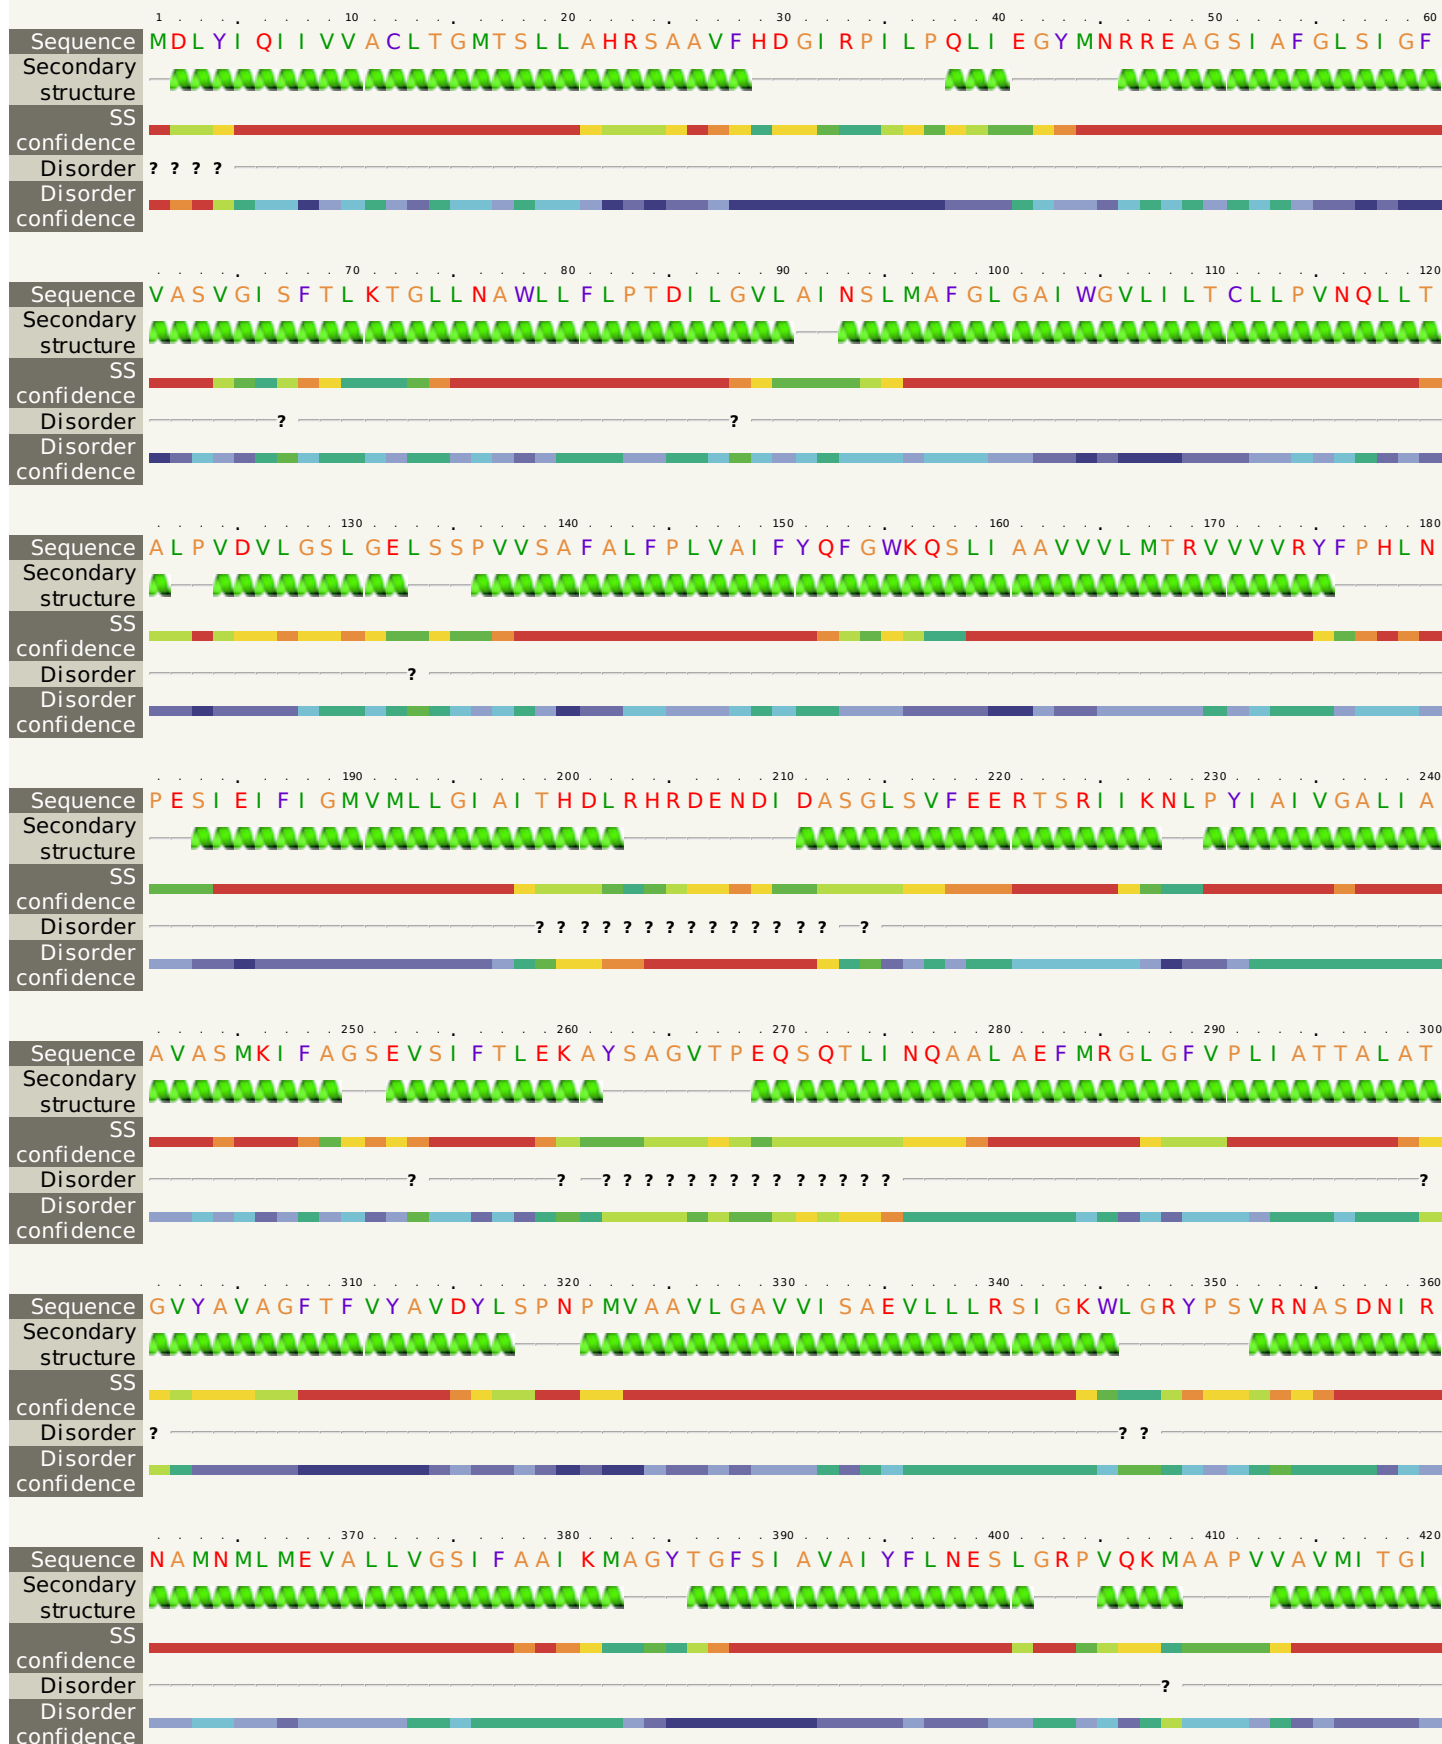 1 10 20 30 40 50 60
Sequence MDLYIQIIVVACLTGMTSLLAHRSAAVFHDGIRPILPQLIEGYMNRREAGSIAFGLSIGF
Secondary
structure
SS
confidence
Disorder ? ? ? ?
Disorder
confidence
70 80 90 100 110 120
Sequence VASVGISFTLKTGLLNAWLLFLPTDILGVLAINSLMAFGLGAIWGVLILTCLLPVNQLLT
Secondary
structure
SS
confidence
Disorder ? ?
Disorder
confidence
130 140 150 160 170 180
Sequence ALPVDVLGSLGELSSPVVSAFALFPLVAIFYQFGWKQSLIAAVVVLMTRVVVVRYFPHLN
Secondary
structure
SS
confidence
Disorder ?
Disorder
confidence
190 200 210 220 230 240
Sequence PESIEIFIGMVMLLGIAITHDLRHRDENDIDASGLSVFEERTSRIIKNLPYIAIVGALIA
Secondary
structure
SS
confidence
Disorder ? ? ? ? ? ? ? ? ? ? ? ? ? ? ?
Disorder
confidence
250 260 270 280 290 300
Sequence AVASMKIFAGSEVSIFTLEKAYSAGVTPEQSQTLINQAALAEFMRGLGFVPLIATTALAT
Secondary
structure
SS
confidence
Disorder ? ? ? ? ? ? ? ? ? ? ? ? ? ? ? ? ?
Disorder
confidence
310 320 330 340 350 360
Sequence GVYAVAGFTFVYAVDYLSPNPMVAAVLGAVVISAEVLLLRSIGKWLGRYPSVRNASDNIR
Secondary
structure
SS
confidence
Disorder ? ? ?
Disorder
confidence
370 380 390 400 410 420
Sequence NAMNMLMEVALLVGSIFAAIKMAGYTGFSIAVAIYFLNESLGRPVQKMAAPVVAVMITGI
Secondary
structure
SS
confidence
Disorder ?
Disorder
confidence